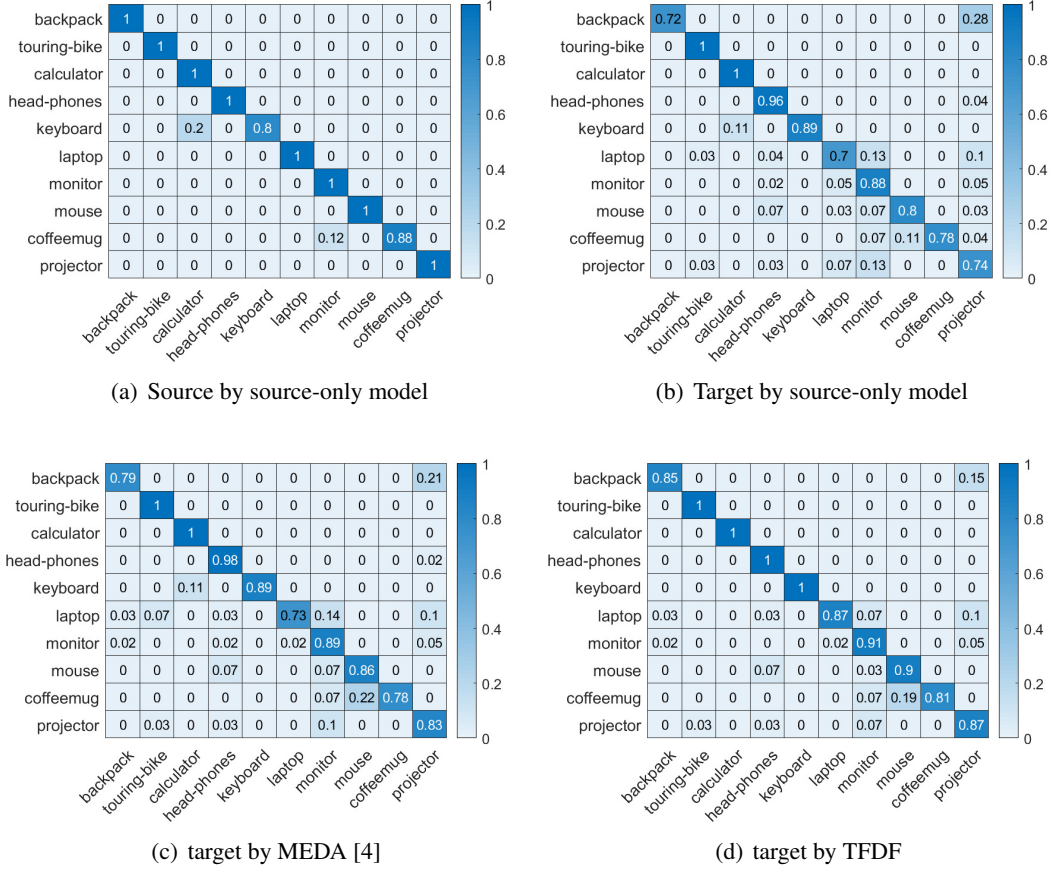 backpack 1 0 0 0 0 0 0 0 0 0
touring-bike 0 1 0 0 0 0 0 0 0 0
calculator 0 0 1 0 0 0 0 0 0 0
head-phones 0 0 0 1 0 0 0 0 0 0
keyboard 0 0 0.2 0 0.8 0 0 0 0 0
laptop 0 0 0 0 0 1 0 0 0 0
monitor 0 0 0 0 0 0 1 0 0 0
mouse 0 0 0 0 0 0 0 1 0 0
coffeemug 0 0 0 0 0 0 0.12 0 0.88 0
projector 0 0 0 0 0 0 0 0 0 1
backpack touring-bike calculator head-phones keyboard laptop monitor mouse coffeemug projector
1
0.8
0.6
0.4
0.2
0
(a) Source by source-only model
backpack 0.72 0 0 0 0 0 0 0 0 0.28
touring-bike 0 1 0 0 0 0 0 0 0 0
calculator 0 0 1 0 0 0 0 0 0 0
head-phones 0 0 0 0.96 0 0 0 0 0 0.04
keyboard 0 0 0.11 0 0.89 0 0 0 0 0
laptop 0 0.03 0 0.04 0 0.7 0.13 0 0 0.1
monitor 0 0 0 0.02 0 0.05 0.88 0 0 0.05
mouse 0 0 0 0.07 0 0.03 0.07 0.8 0 0.03
coffeemug 0 0 0 0 0 0 0.07 0.11 0.78 0.04
projector 0 0.03 0 0.03 0 0.07 0.13 0 0 0.74
backpack touring-bike calculator head-phones keyboard laptop monitor mouse coffeemug projector
1
0.8
0.6
0.4
0.2
0
(b) Target by source-only model
backpack 0.79 0 0 0 0 0 0 0 0 0.21
touring-bike 0 1 0 0 0 0 0 0 0 0
calculator 0 0 1 0 0 0 0 0 0 0
head-phones 0 0 0 0.98 0 0 0 0 0 0.02
keyboard 0 0 0.11 0 0.89 0 0 0 0 0
laptop 0.03 0.07 0 0.03 0 0.73 0.14 0 0 0.1
monitor 0.02 0 0 0.02 0 0.02 0.89 0 0 0.05
mouse 0 0 0 0.07 0 0 0.07 0.86 0 0
coffeemug 0 0 0 0 0 0 0.07 0.22 0.78 0
projector 0 0.03 0 0.03 0 0 0.1 0 0 0.83
backpack touring-bike calculator head-phones keyboard laptop monitor mouse coffeemug projector
1
0.8
0.6
0.4
0.2
0
(c) target by MEDA [4]
backpack 0.85 0 0 0 0 0 0 0 0 0.15
touring-bike 0 1 0 0 0 0 0 0 0 0
calculator 0 0 1 0 0 0 0 0 0 0
head-phones 0 0 0 1 0 0 0 0 0 0
keyboard 0 0 0 0 1 0 0 0 0 0
laptop 0.03 0 0 0.03 0 0.87 0.07 0 0 0.1
monitor 0.02 0 0 0 0 0.02 0.91 0 0 0.05
mouse 0 0 0 0.07 0 0 0.03 0.9 0 0
coffeemug 0 0 0 0 0 0 0.07 0.19 0.81 0
projector 0 0.03 0 0.03 0 0 0.07 0 0 0.87
backpack touring-bike calculator head-phones keyboard laptop monitor mouse coffeemug projector
1
0.8
0.6
0.4
0.2
0
(d) target by TFDF